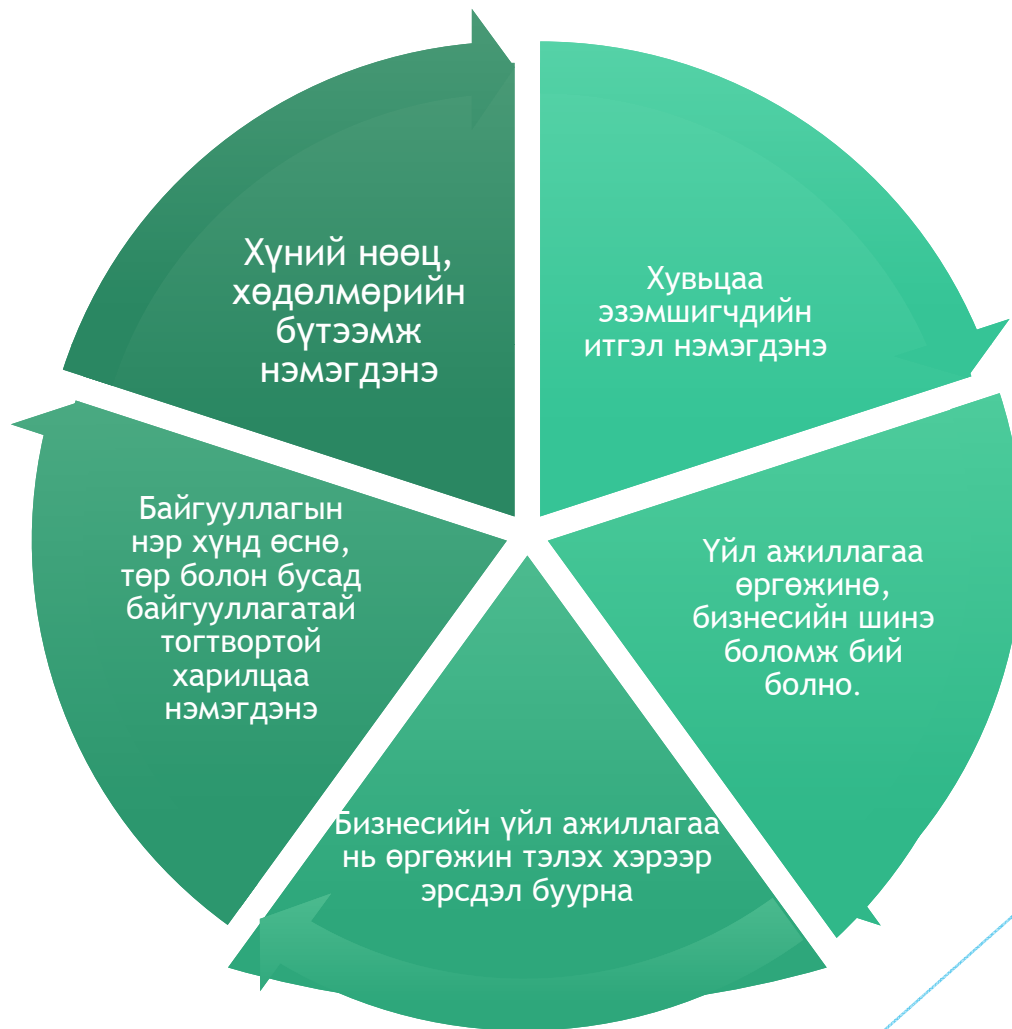 Хүний нөөц,
хөдөлмөрийн
бүтээмж
нэмэгдэнэ
Хувьцаа
эзэмшигчдийн
итгэл нэмэгдэнэ
Байгууллагын
нэр хүнд өснө,
төр болон бусад
байгууллагатай
тогтвортой
харилцаа
нэмэгдэнэ
Үйл ажиллагаа
өргөжинө,
бизнесийн шинэ
боломж бий
болно.
Бизнесийн үйл ажиллагаа
нь өргөжин тэлэх хэрээр
эрсдэл буурна